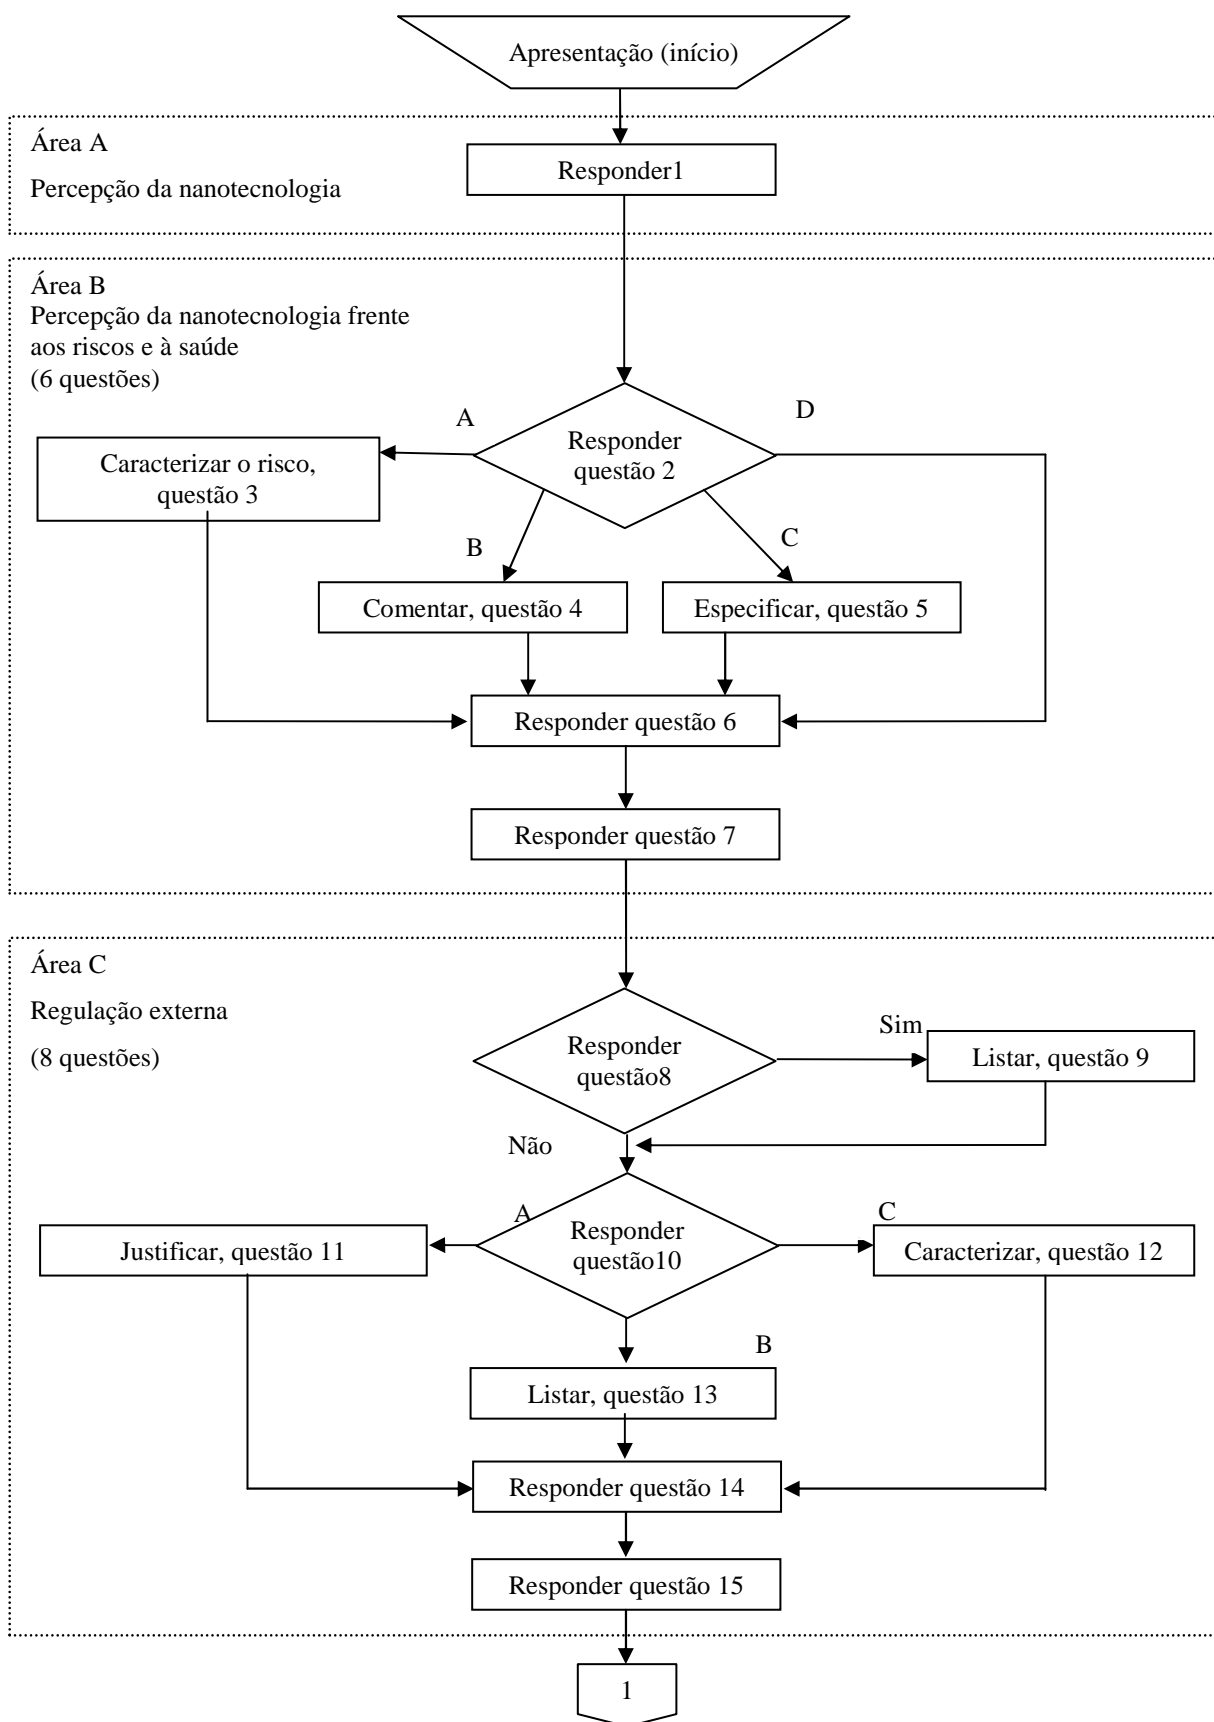 Apresentação (início)
Área A
Percepção da nanotecnologia
Responder1
Área B
Percepção da nanotecnologia frente
aos riscos e à saúde
(6 questões)
A
D
Responder
questão 2
Caracterizar o risco,
questão 3
B
C
Comentar, questão 4
Especificar, questão 5
Responder questão 6
Responder questão 7
Área C
Regulação externa
(8 questões)
Responder
questão8
Sim
Listar, questão 9
Não
A
C
Responder
questão10
Justificar, questão 11
Caracterizar, questão 12
B
Listar, questão 13
Responder questão 14
Responder questão 15
1